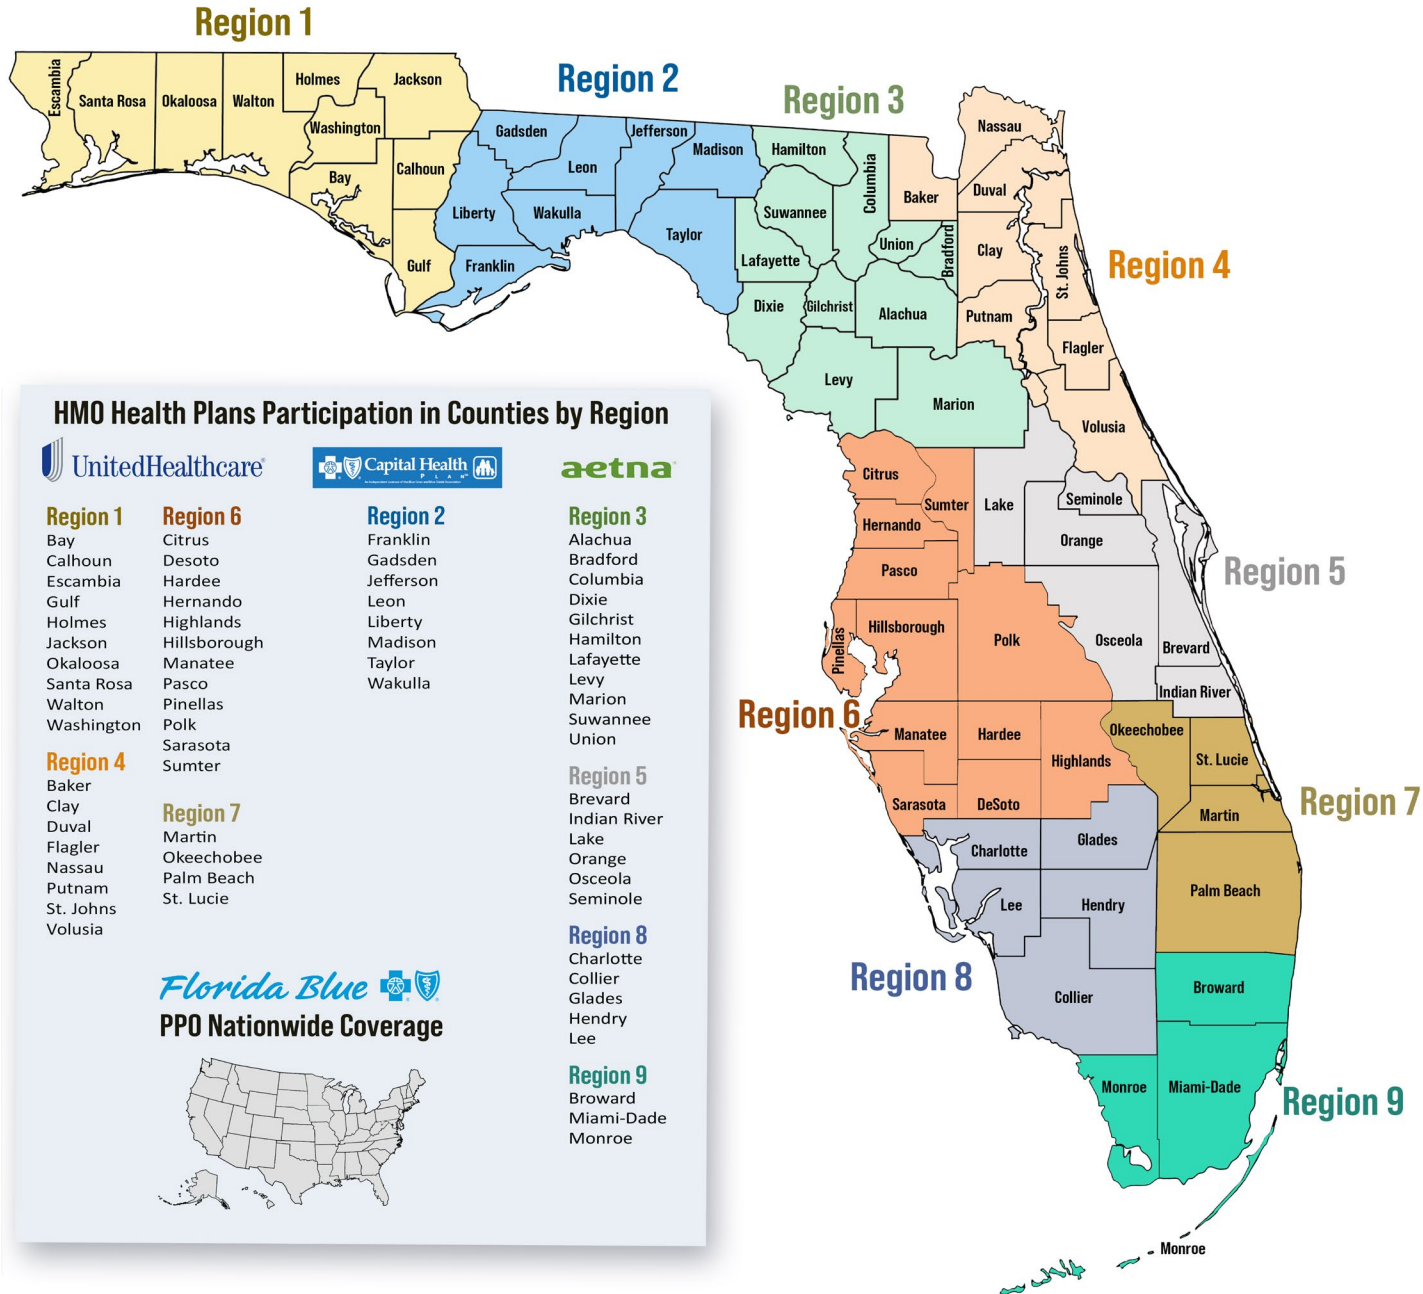 Region 1
Region 2
Region 3
Region 4
Region 5
Region 6
Region 7
Region 8
Region 9
Escambia
Santa Rosa
Okaloosa
Walton
Holmes
Jackson
Washington
Bay
Calhoun
Gulf
Gadsden
Leon
Jefferson
Madison
Liberty
Wakulla
Franklin
Taylor
Hamilton
Columbia
Suwannee
Lafayette
Union
Bradford
Dixie
Gilchrist
Alachua
Levy
Marion
Nassau
Baker
Duval
Clay
St. Johns
Putnam
Flagler
Volusia
Citrus
Sumter
Hernando
Pasco
Pinellas
Hillsborough
Polk
Manatee
Hardee
Highlands
Sarasota
DeSoto
Lake
Seminole
Orange
Osceola
Brevard
Indian River
Okeechobee
St. Lucie
Martin
Palm Beach
Charlotte
Glades
Lee
Hendry
Collier
Broward
Monroe
Miami-Dade
Monroe
HMO Health Plans Participation in Counties by Region
UnitedHealthcare
Region 1
Bay
Calhoun
Escambia
Gulf
Holmes
Jackson
Okaloosa
Santa Rosa
Walton
Washington
Region 4
Baker
Clay
Duval
Flagler
Nassau
Putnam
St. Johns
Volusia
Region 6
Citrus
Desoto
Hardee
Hernando
Highlands
Hillsborough
Manatee
Pasco
Pinellas
Polk
Sarasota
Sumter
Region 7
Martin
Okeechobee
Palm Beach
St. Lucie
Capital Health
PLAN
Region 2
Franklin
Gadsden
Jefferson
Leon
Liberty
Madison
Taylor
Wakulla
aetna
Region 3
Alachua
Bradford
Columbia
Dixie
Gilchrist
Hamilton
Lafayette
Levy
Marion
Suwannee
Union
Region 5
Brevard
Indian River
Lake
Orange
Osceola
Seminole
Region 8
Charlotte
Collier
Glades
Hendry
Lee
Region 9
Broward
Miami-Dade
Monroe
Florida Blue
PPO Nationwide Coverage